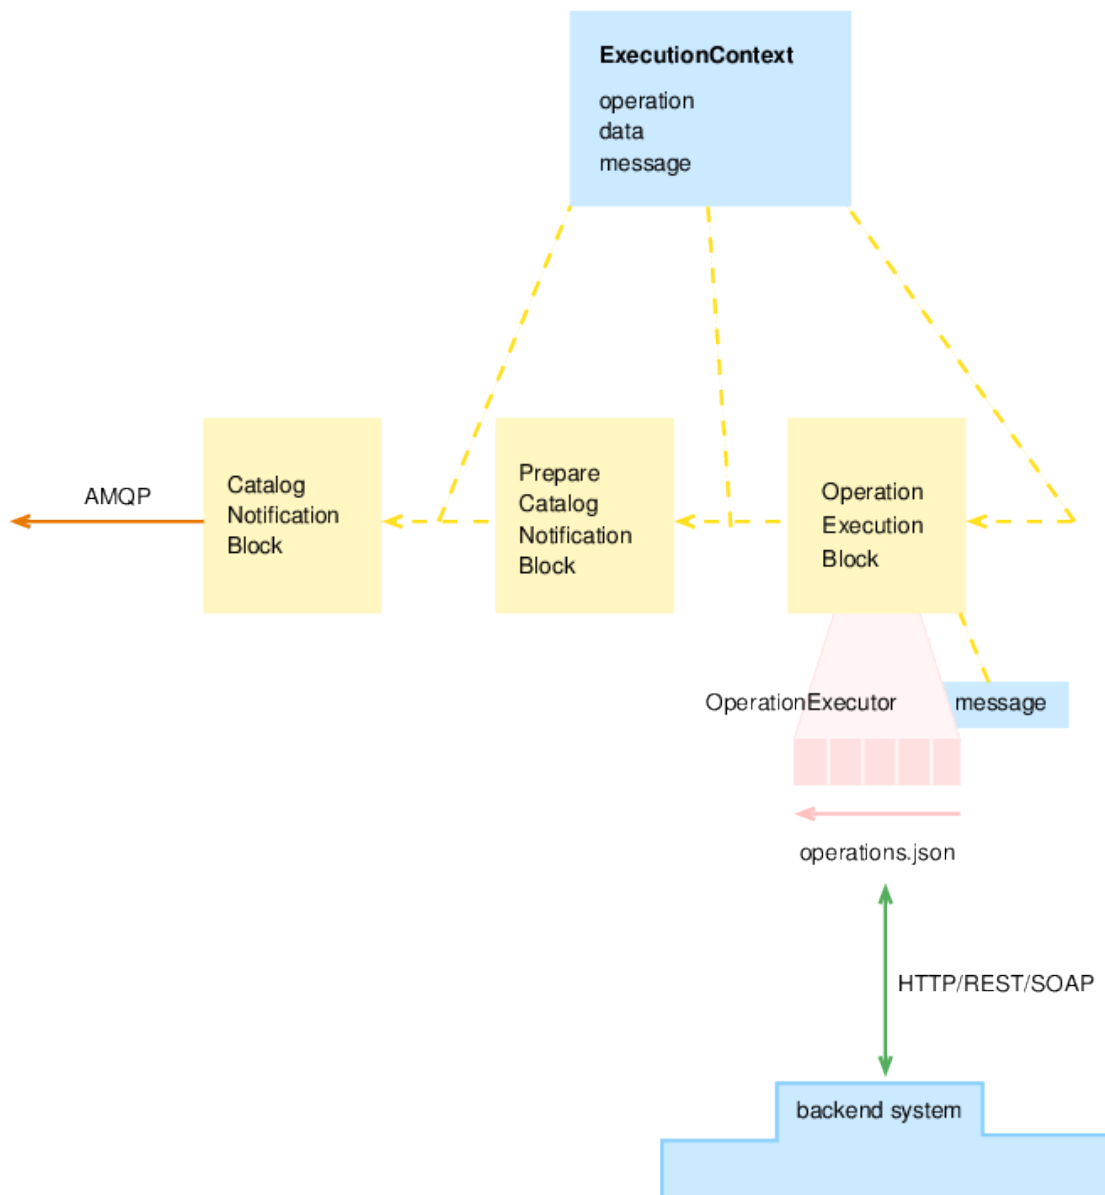 ExecutionContext
operation
data
message
AMQP
Catalog
Notification
Block
Prepare
Catalog
Notification
Block
Operation
Execution
Block
OperationExecutor
message
operations.json
HTTP/REST/SOAP
backend system